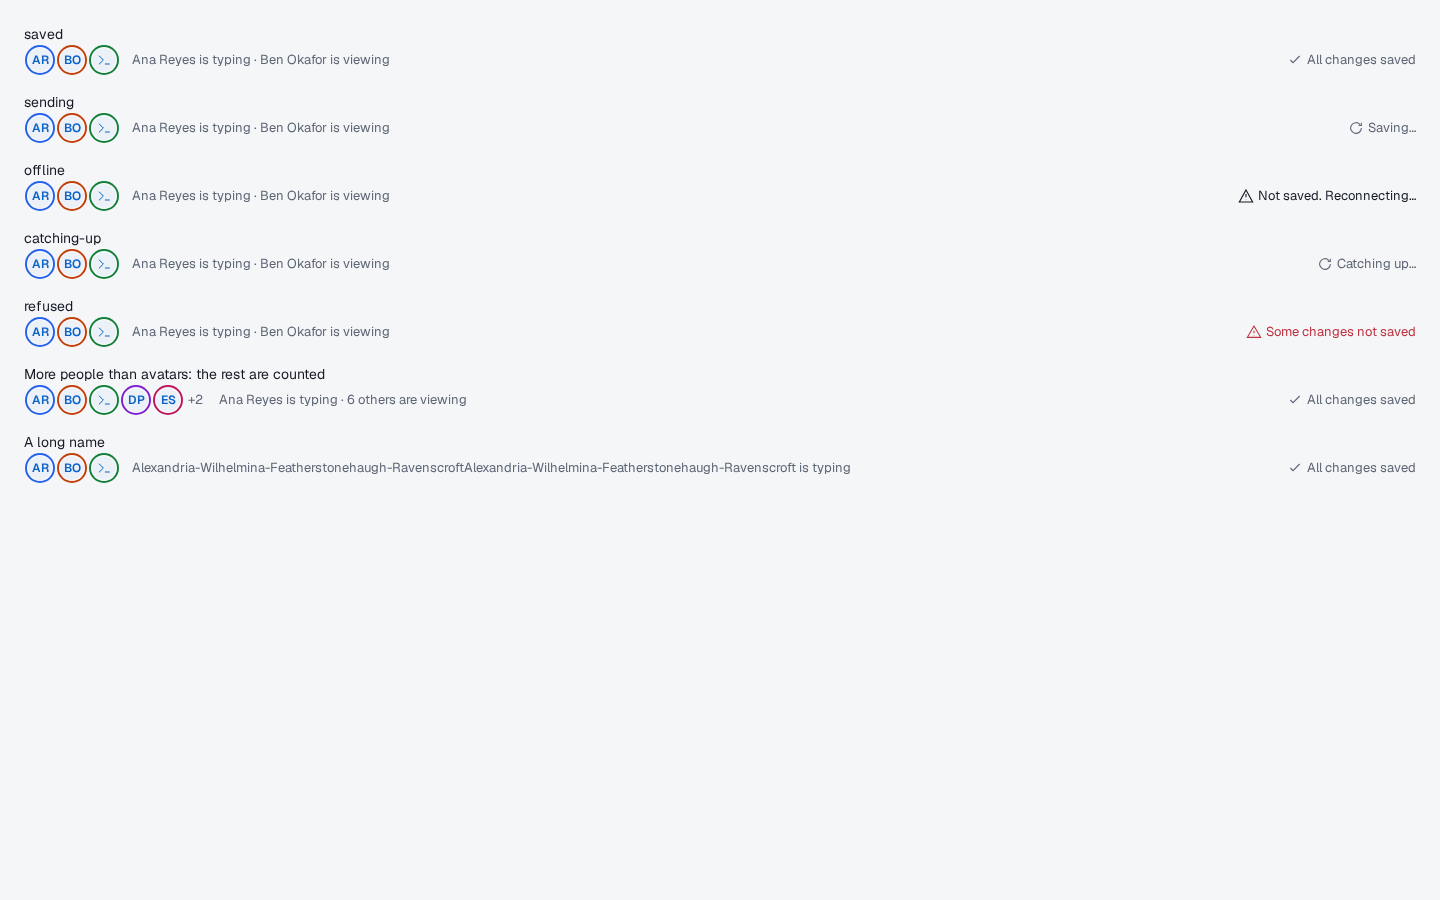 saved
AR BO >_ Ana Reyes is typing · Ben Okafor is viewing All changes saved
sending
AR BO >_ Ana Reyes is typing · Ben Okafor is viewing Saving…
offline
AR BO >_ Ana Reyes is typing · Ben Okafor is viewing Not saved. Reconnecting…
catching-up
AR BO >_ Ana Reyes is typing · Ben Okafor is viewing Catching up…
refused
AR BO >_ Ana Reyes is typing · Ben Okafor is viewing Some changes not saved
More people than avatars: the rest are counted
AR BO >_ DP ES +2 Ana Reyes is typing · 6 others are viewing All changes saved
A long name
AR BO >_ Alexandria-Wilhelmina-Featherstonehaugh-RavenscroftAlexandria-Wilhelmina-Featherstonehaugh-Ravenscroft is typing All changes saved